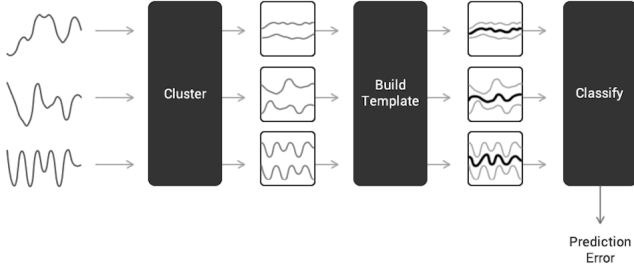 Cluster
Build
Template
Classify
Prediction
Error